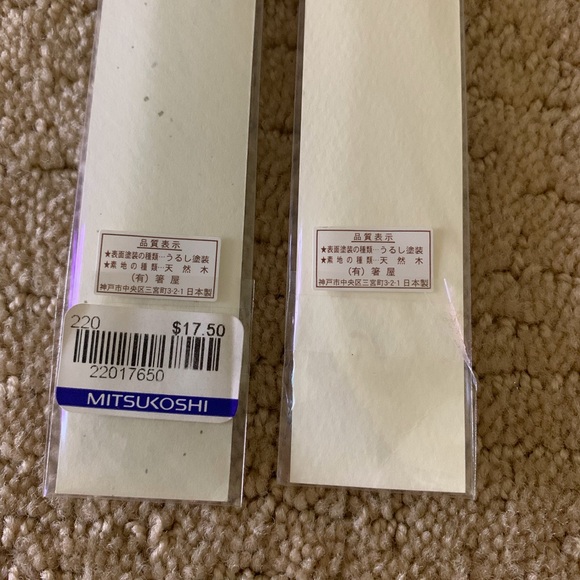 品質表示
★表面塗装の種類…うるし塗装
★素地の種類…天然木
(有)箸屋
神戸市中央区三宮町3-2-1 日本製
220
$17.50
22017650
MITSUKOSHI
品質表示
★表面塗装の種類…うるし塗装
★素地の種類…天然木
(有)箸屋
神戸市中央区三宮町3-2-1 日本製